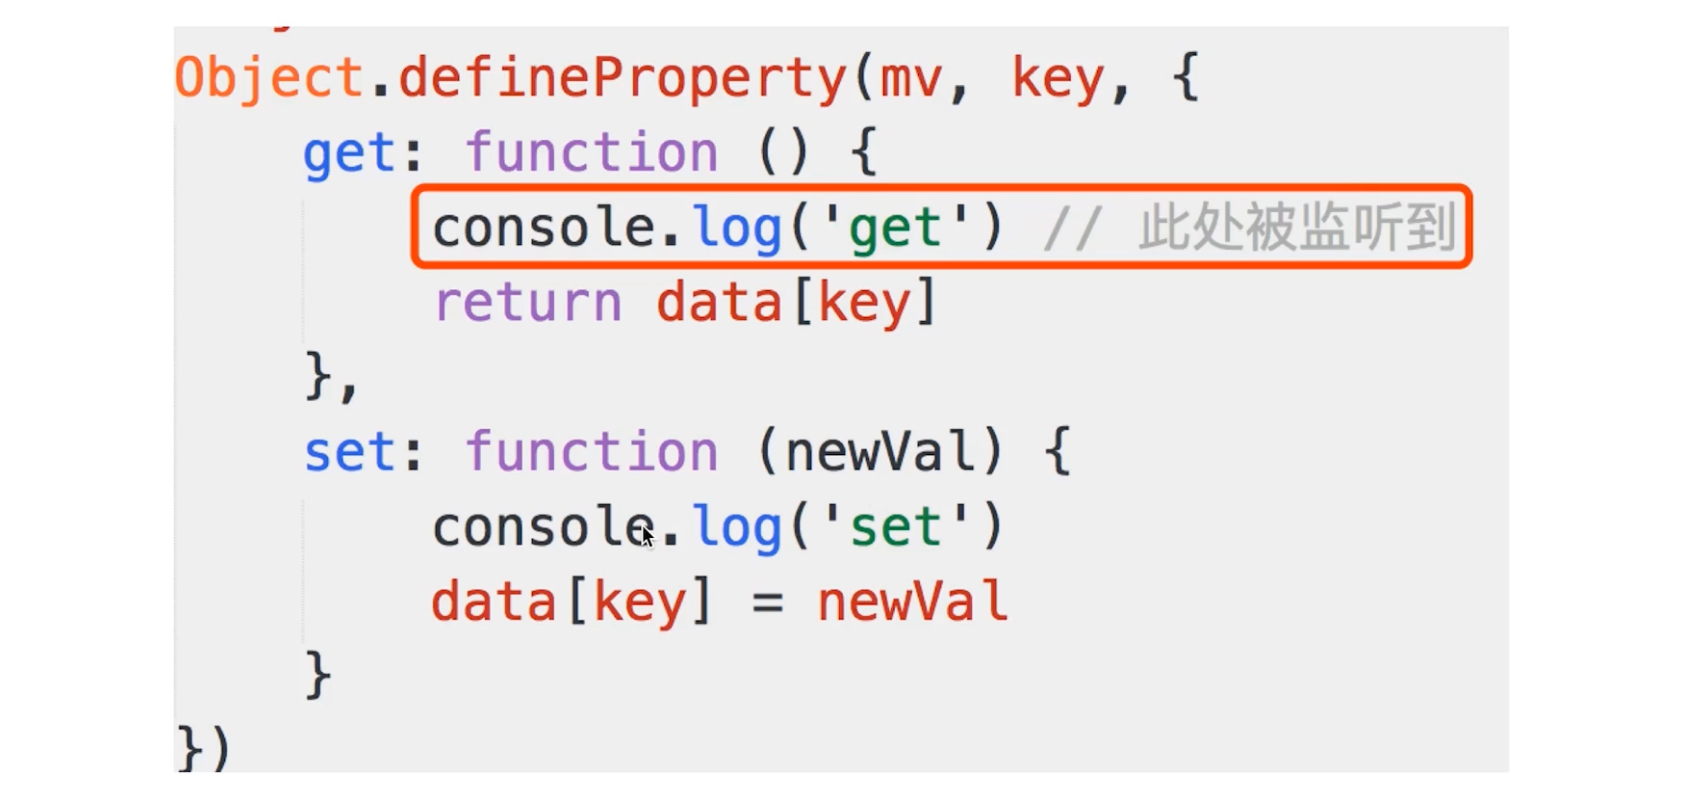 Object.defineProperty(mv, key, {
    get: function () {
        console.log('get') // 此处被监听到
        return data[key]
    },
    set: function (newVal) {
        console.log('set')
        data[key] = newVal
    }
})